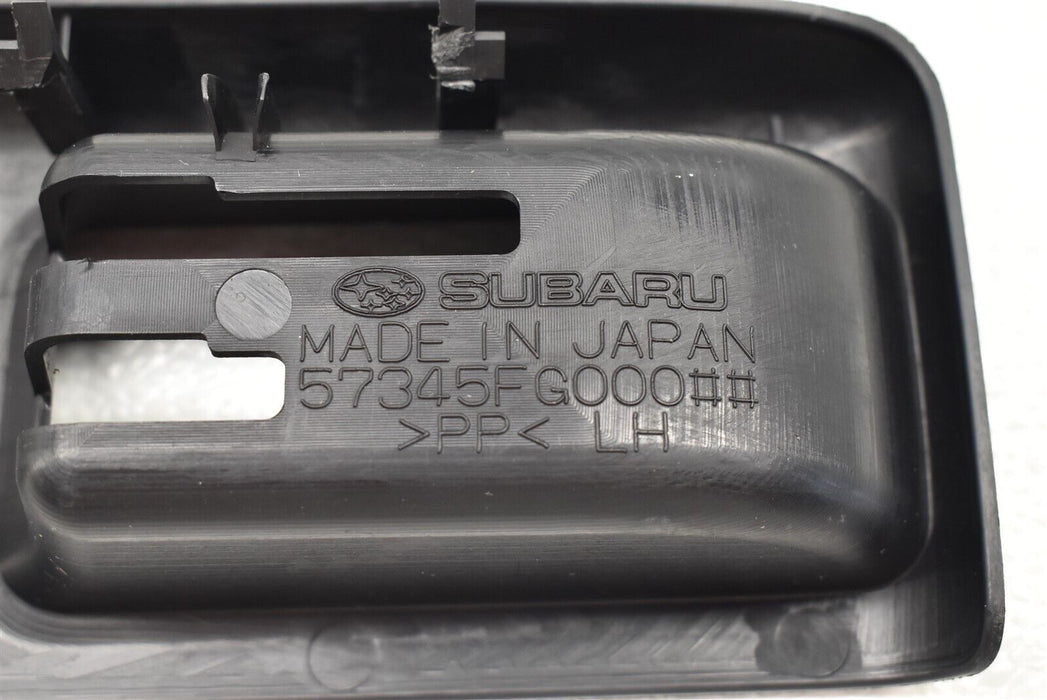 SUBARU
MADE IN JAPAN
57345FG000##
>PP< LH